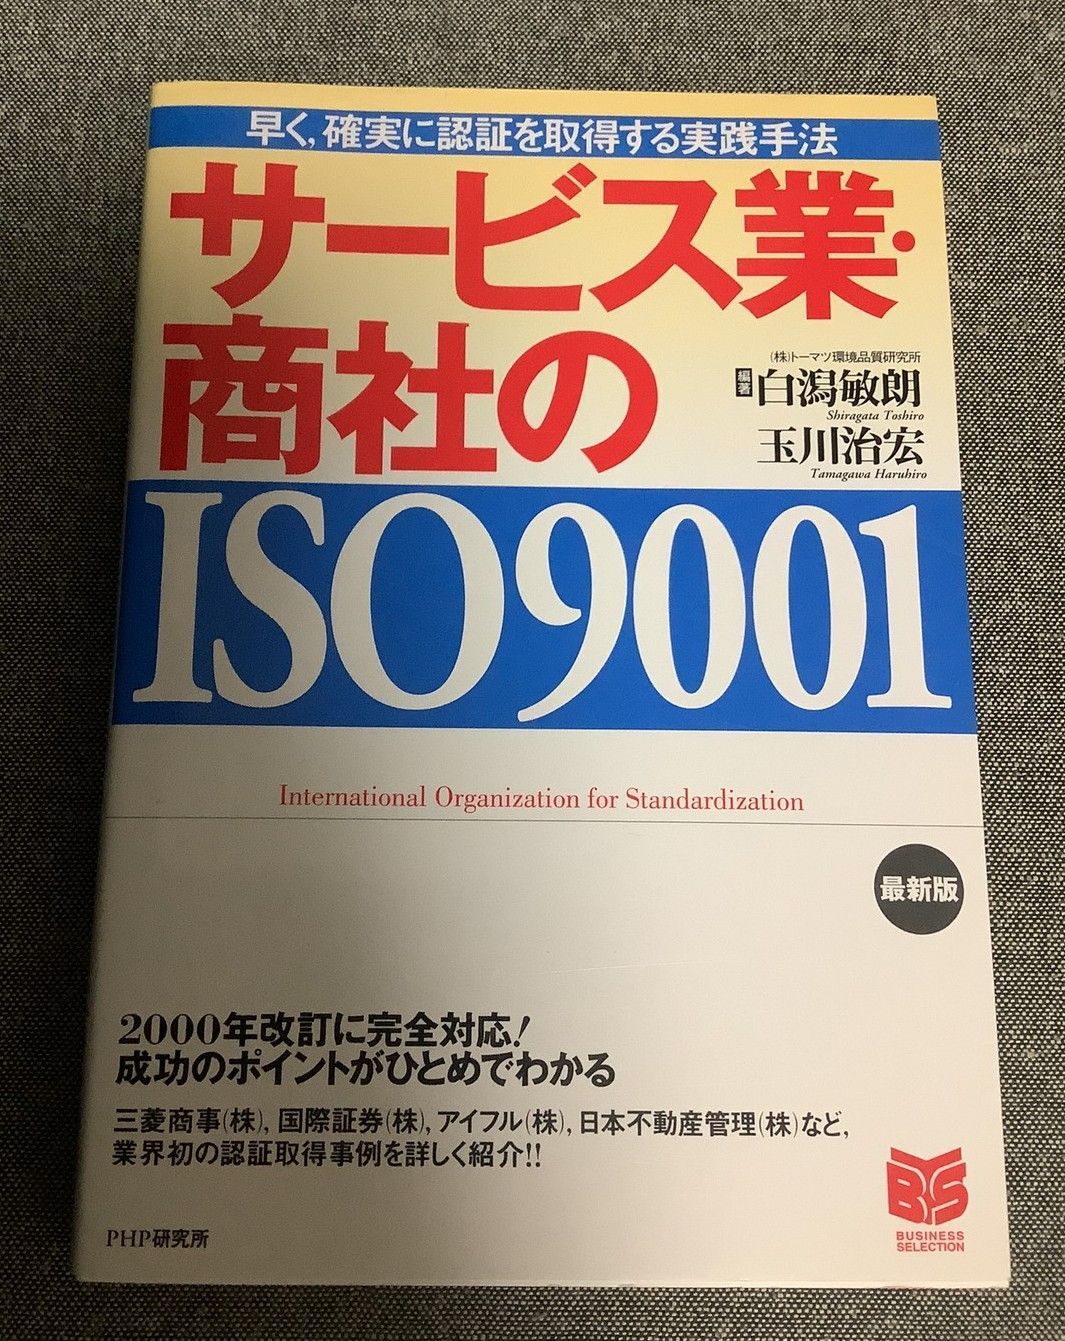 早く,確実に認証を取得する実践手法
サービス業・
商社の
(株)トーマツ環境品質研究所
編著 白潟敏朗
Shiragata Toshiro
玉川治宏
Tamagawa Haruhiro
ISO9001
International Organization for Standardization
最新版
2000年改訂に完全対応!
成功のポイントがひとめでわかる
三菱商事(株),国際証券(株),アイフル(株),日本不動産管理(株)など,
業界初の認証取得事例を詳しく紹介!!
BS
BUSINESS
SELECTION
PHP研究所